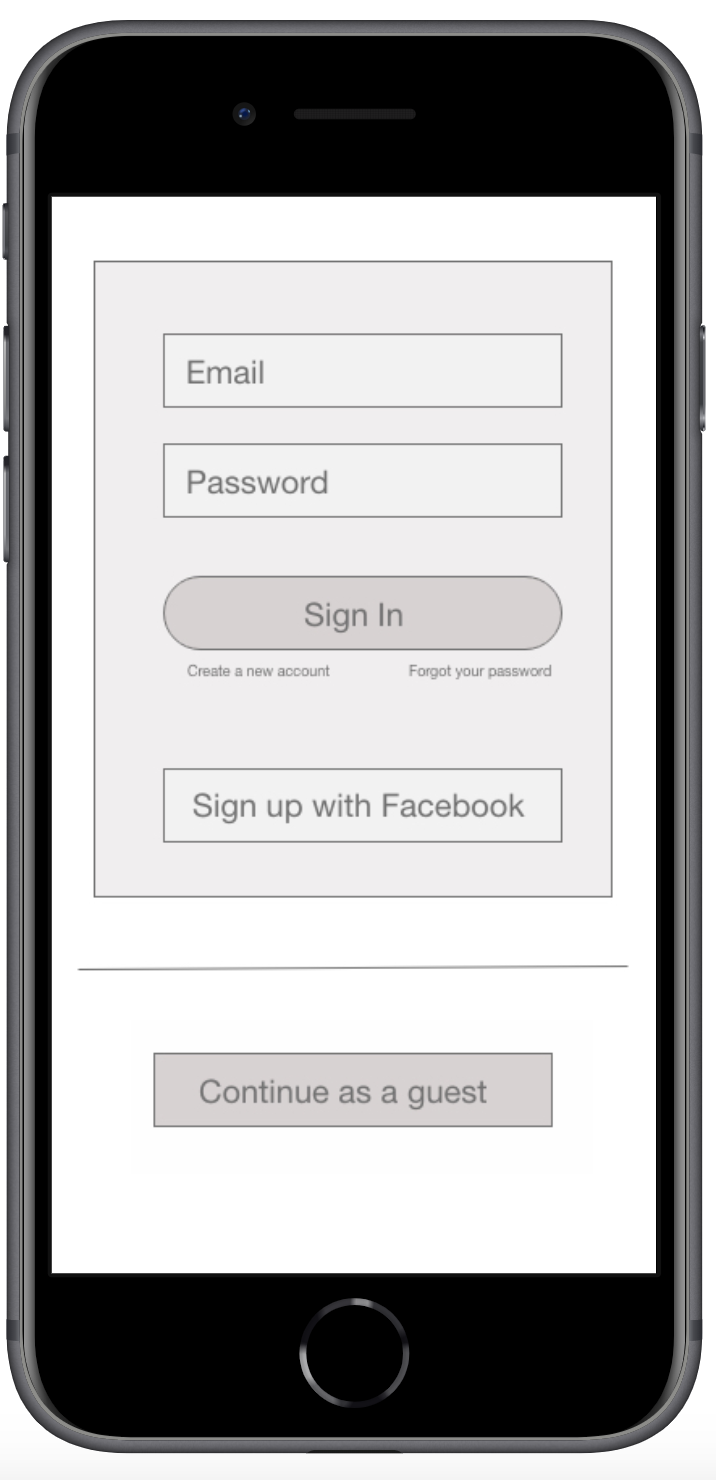 Email
Password
Sign In
Create a new account
Forgot your password
Sign up with Facebook
Continue as a guest